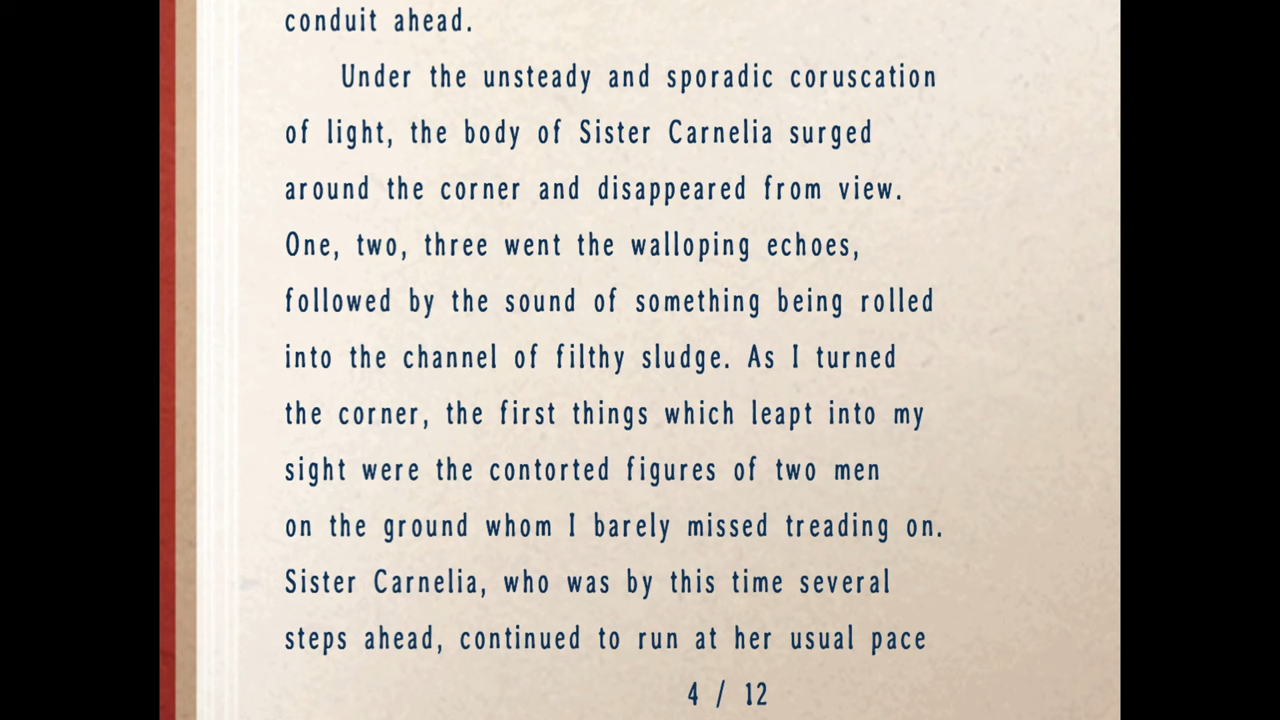 conduit ahead.
Under the unsteady and sporadic coruscation
of light, the body of Sister Carnelia surged
around the corner and disappeared from view.
One, two, three went the walloping echoes,
followed by the sound of something being rolled
into the channel of filthy sludge. As I turned
the corner, the first things which leapt into my
sight were the contorted figures of two men
on the ground whom I barely missed treading on.
Sister Carnelia, who was by this time several
steps ahead, continued to run at her usual pace
4 / 12